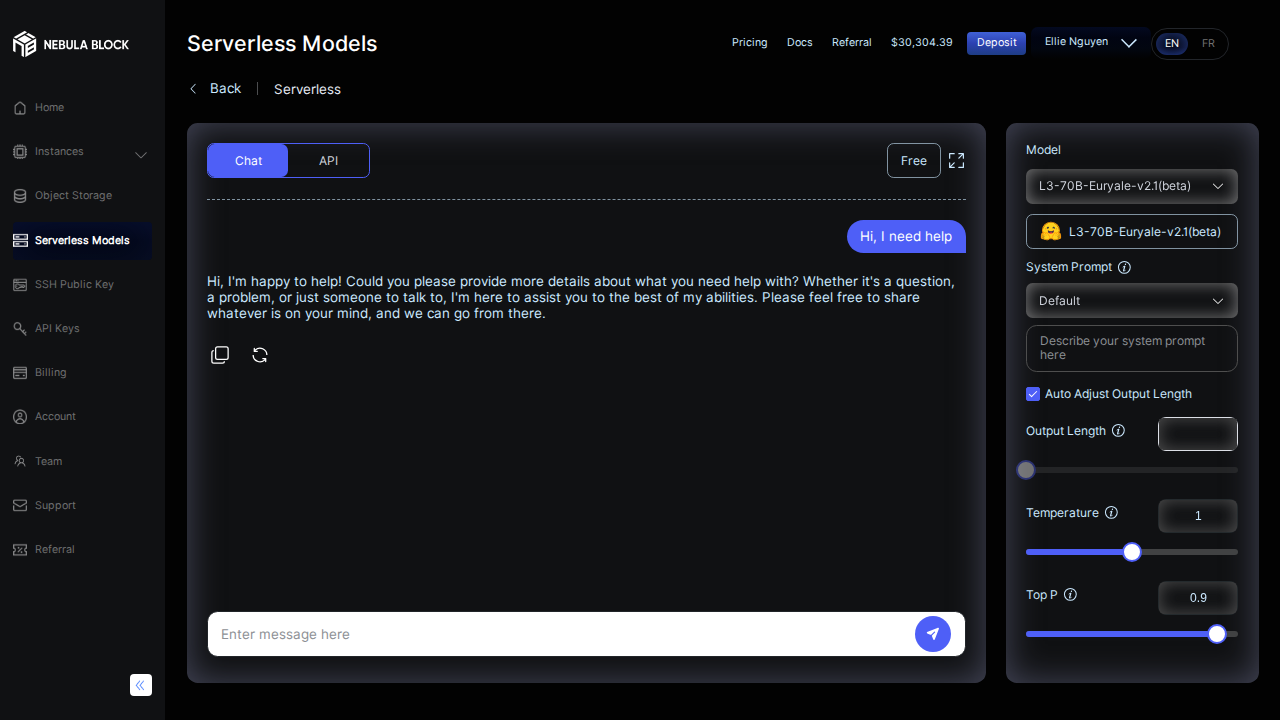 NEBULA BLOCK
Home
Instances
Object Storage
Serverless Models
SSH Public Key
API Keys
Billing
Account
Team
Support
Referral
Serverless Models
Pricing
Docs
Referral
$30,304.39
Deposit
Ellie Nguyen
EN
FR
Back
Serverless
Chat
API
Free
Hi, I need help
Hi, I'm happy to help! Could you please provide more details about what you need help with? Whether it's a question,
a problem, or just someone to talk to, I'm here to assist you to the best of my abilities. Please feel free to share
whatever is on your mind, and we can go from there.
Enter message here
Model
L3-70B-Euryale-v2.1(beta)
L3-70B-Euryale-v2.1(beta)
System Prompt
Default
Describe your system prompt
here
Auto Adjust Output Length
Output Length
Temperature
1
Top P
0.9